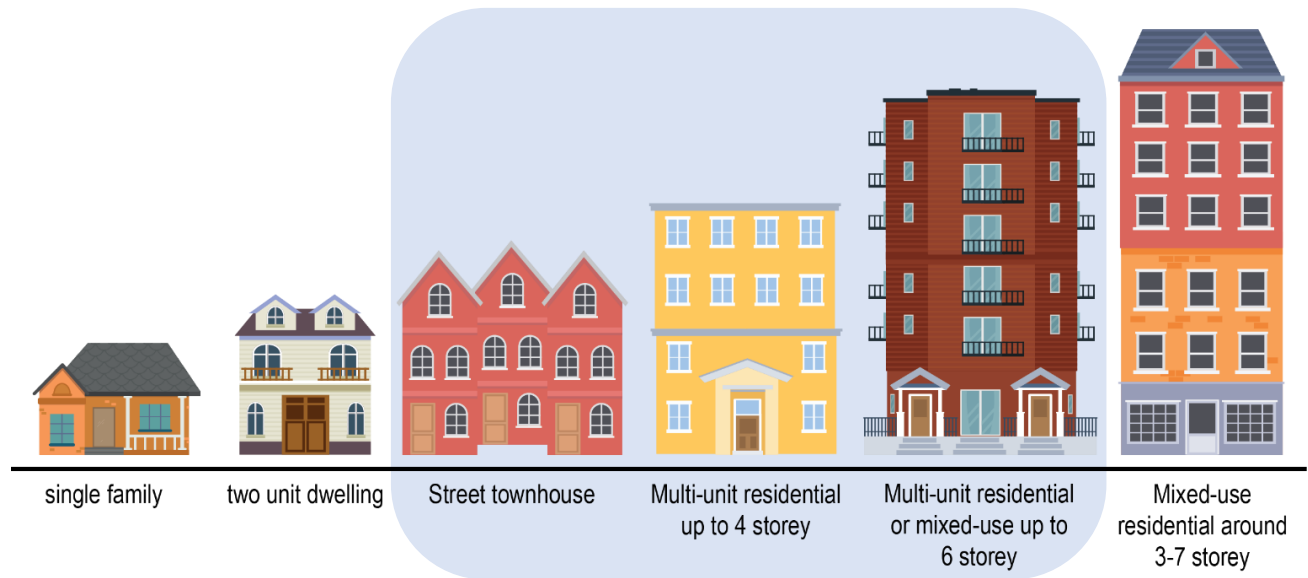 single family
two unit dwelling
Street townhouse
Multi-unit residential
up to 4 storey
Multi-unit residential
or mixed-use up to
6 storey
Mixed-use
residential around
3-7 storey